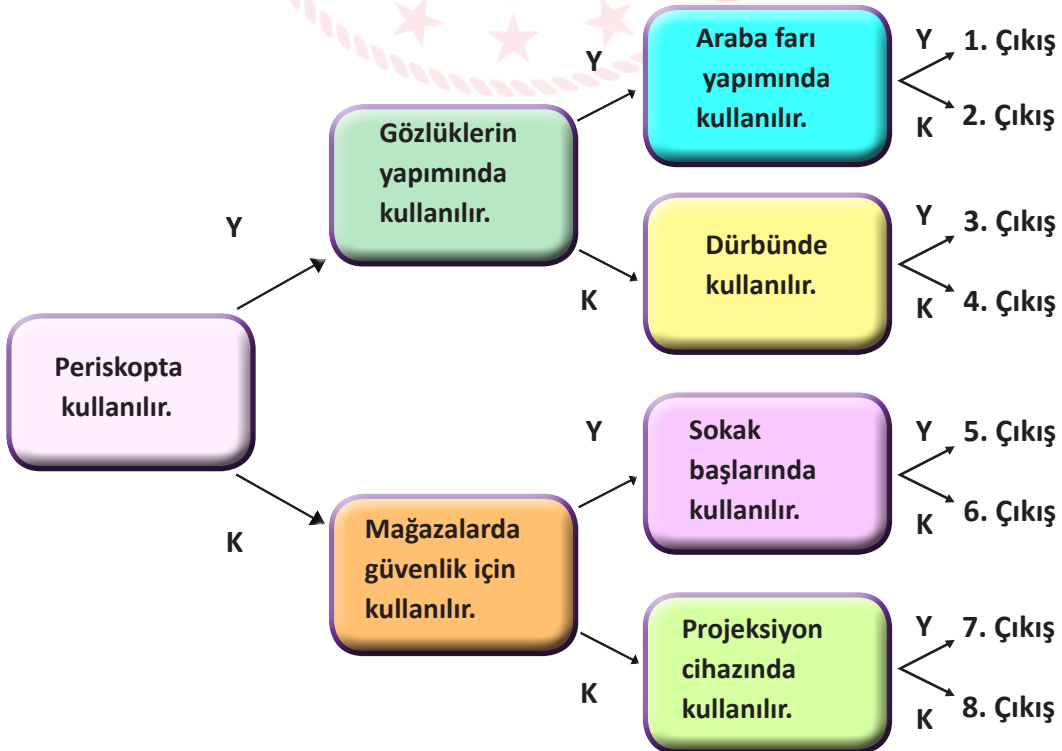 Periskopta
kullanılır.
Y
K
Gözlüklerin
yapımında
kullanılır.
Y
K
Mağazalarda
güvenlik için
kullanılır.
Y
K
Araba farı
yapımında
kullanılır.
Y
K
1. Çıkış
2. Çıkış
Dürbünde
kullanılır.
Y
K
3. Çıkış
4. Çıkış
Sokak
başlarında
kullanılır.
Y
K
5. Çıkış
6. Çıkış
Projeksiyon
cihazında
kullanılır.
Y
K
7. Çıkış
8. Çıkış